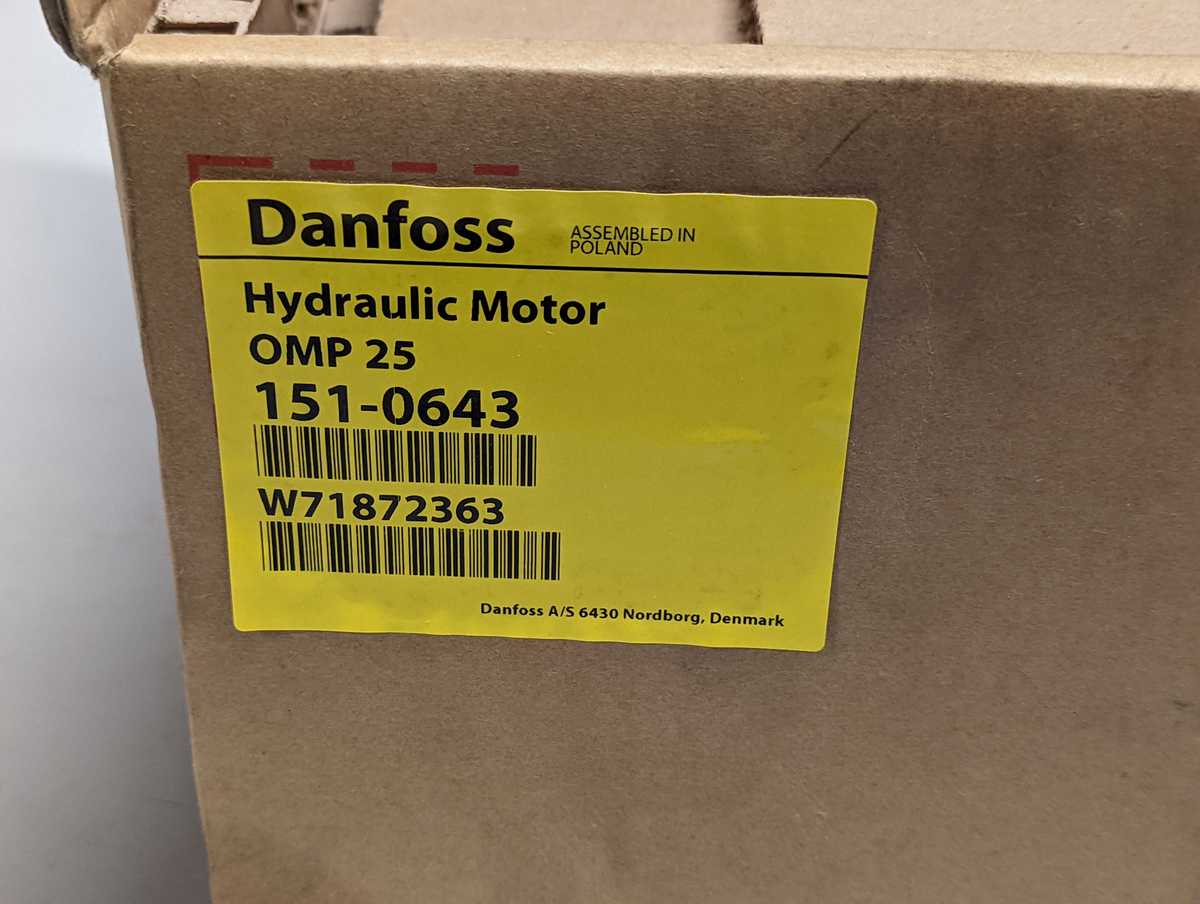 Danfoss
ASSEMBLED IN
POLAND
Hydraulic Motor
OMP 25
151-0643
W71872363
Danfoss A/S 6430 Nordborg, Denmark